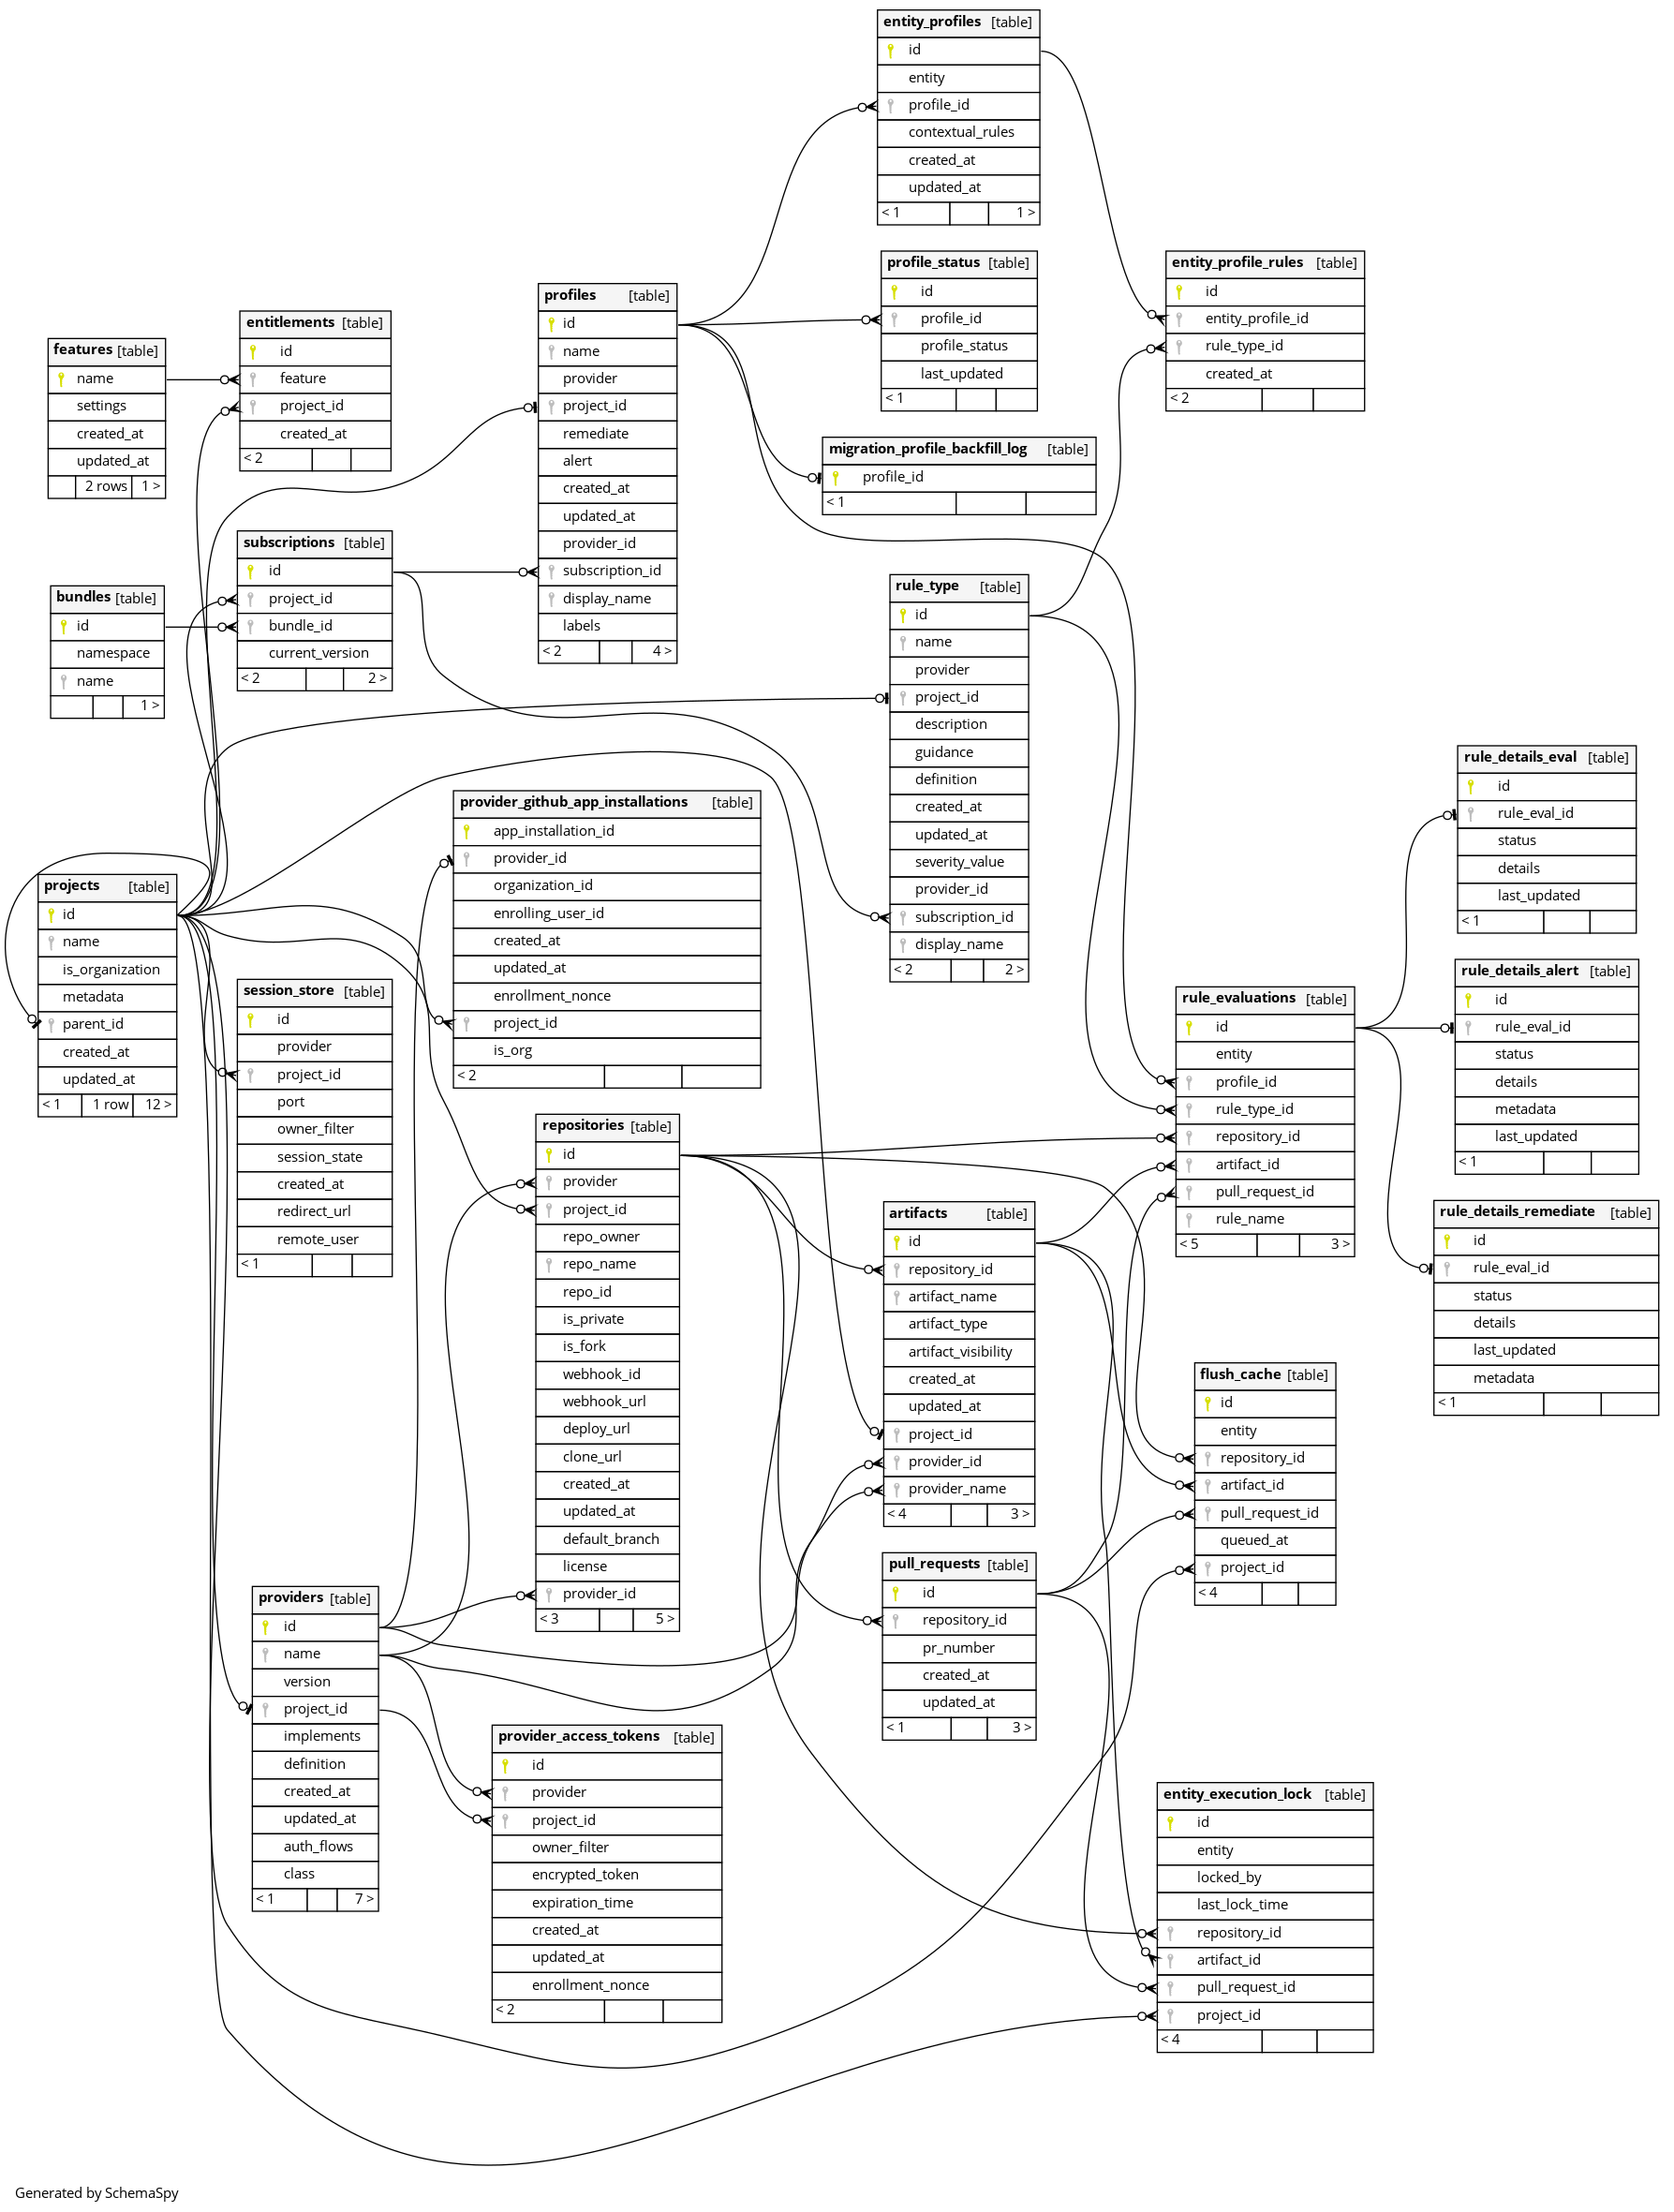 entity_profiles [table]
id
entity
profile_id
contextual_rules
created_at
updated_at
< 1 1 >
profile_status [table]
id
profile_id
profile_status
last_updated
< 1
entity_profile_rules [table]
id
entity_profile_id
rule_type_id
created_at
< 2
profiles [table]
id
name
provider
project_id
remediate
alert
created_at
updated_at
provider_id
subscription_id
display_name
labels
< 2 4 >
entitlements [table]
id
feature
project_id
created_at
< 2
features [table]
name
settings
created_at
updated_at
2 rows 1 >
migration_profile_backfill_log [table]
profile_id
< 1
subscriptions [table]
id
project_id
bundle_id
current_version
< 2 2 >
bundles [table]
id
namespace
name
1 >
rule_type [table]
id
name
provider
project_id
description
guidance
definition
created_at
updated_at
severity_value
provider_id
subscription_id
display_name
< 2 2 >
rule_details_eval [table]
id
rule_eval_id
status
details
last_updated
< 1
provider_github_app_installations [table]
app_installation_id
provider_id
organization_id
enrolling_user_id
created_at
updated_at
enrollment_nonce
project_id
is_org
< 2
projects [table]
id
name
is_organization
metadata
parent_id
created_at
updated_at
< 1 1 row 12 >
rule_details_alert [table]
id
rule_eval_id
status
details
metadata
last_updated
< 1
session_store [table]
id
provider
project_id
port
owner_filter
session_state
created_at
redirect_url
remote_user
< 1
rule_evaluations [table]
id
entity
profile_id
rule_type_id
repository_id
artifact_id
pull_request_id
rule_name
< 5 3 >
repositories [table]
id
provider
project_id
repo_owner
repo_name
repo_id
is_private
is_fork
webhook_id
webhook_url
deploy_url
clone_url
created_at
updated_at
default_branch
license
provider_id
< 3 5 >
artifacts [table]
id
repository_id
artifact_name
artifact_type
artifact_visibility
created_at
updated_at
project_id
provider_id
provider_name
< 4 3 >
rule_details_remediate [table]
id
rule_eval_id
status
details
last_updated
metadata
< 1
flush_cache [table]
id
entity
repository_id
artifact_id
pull_request_id
queued_at
project_id
< 4
pull_requests [table]
id
repository_id
pr_number
created_at
updated_at
< 1 3 >
providers [table]
id
name
version
project_id
implements
definition
created_at
updated_at
auth_flows
class
< 1 7 >
provider_access_tokens [table]
id
provider
project_id
owner_filter
encrypted_token
expiration_time
created_at
updated_at
enrollment_nonce
< 2
entity_execution_lock [table]
id
entity
locked_by
last_lock_time
repository_id
artifact_id
pull_request_id
project_id
< 4
Generated by SchemaSpy